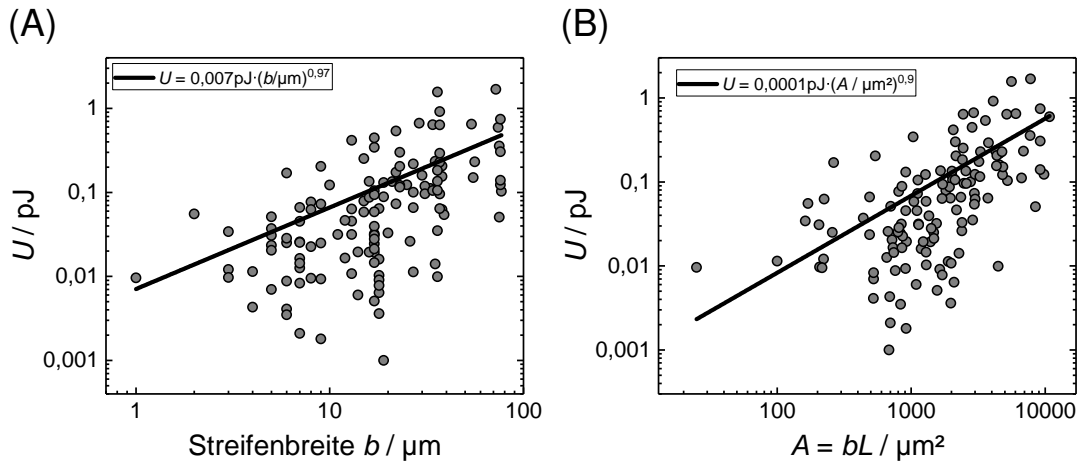 (A)
U = 0,007pJ·(b/µm)^0,97
1
0,1
0,01
0,001
U / pJ
1
10
100
Streifenbreite b / µm
(B)
U = 0,0001pJ·(A / µm²)^0,9
1
0,1
0,01
0,001
U / pJ
100
1000
10000
A = bL / µm²